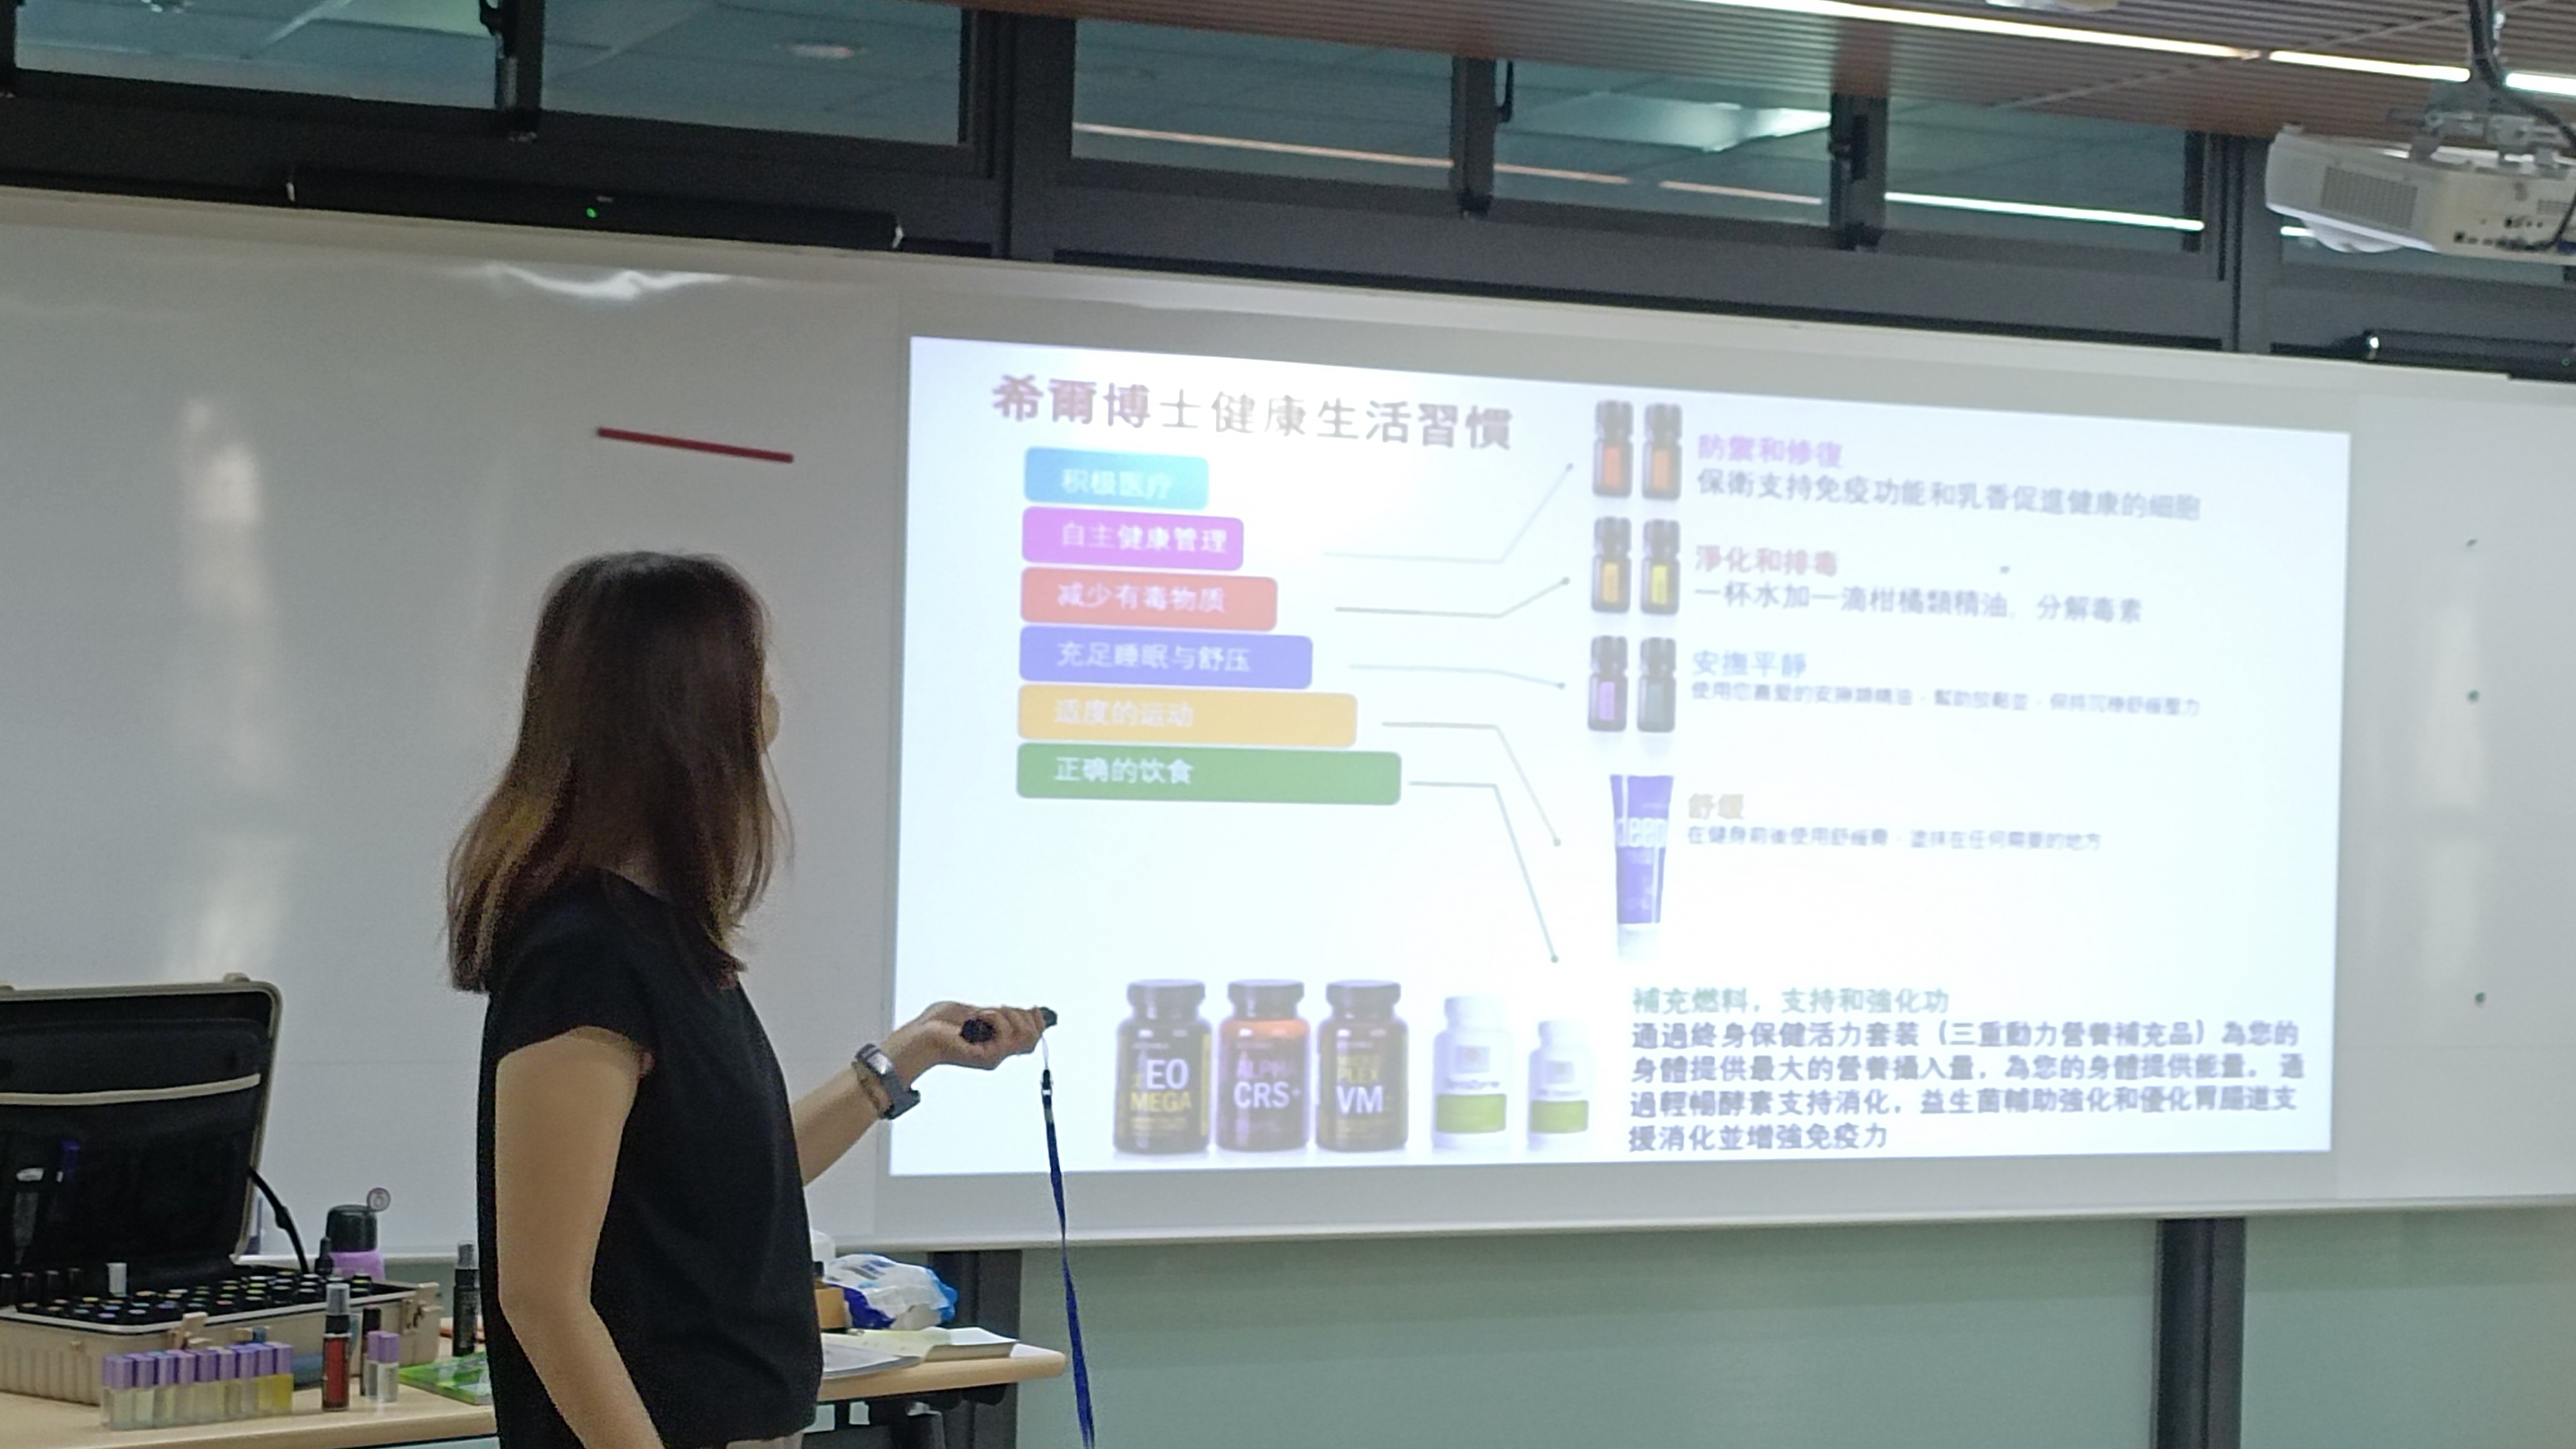 希爾博士健康生活習慣
积极医疗
自主健康管理
减少有毒物质
充足睡眠与舒压
适度的运动
正确的饮食
防禦和修復
保衛支持免疫功能和乳香促進健康的細胞
淨化和排毒
一杯水加一滴柑橘類精油，分解毒素
安撫平靜
使用您喜愛的安撫類精油，幫助放鬆並，保持沉穩舒緩壓力
deep
舒緩
在健身前後使用舒緩膏，塗抹在任何需要的地方
補充燃料，支持和強化功
通過終身保健活力套装（三重動力營養補充品）為您的
身體提供最大的營養攝入量，為您的身體提供能量。通
過輕暢酵素支持消化，益生菌輔助強化和優化胃腸道支
援消化並增強免疫力
EO
MEGA
ALPHA
CRS+
PLEX
VM